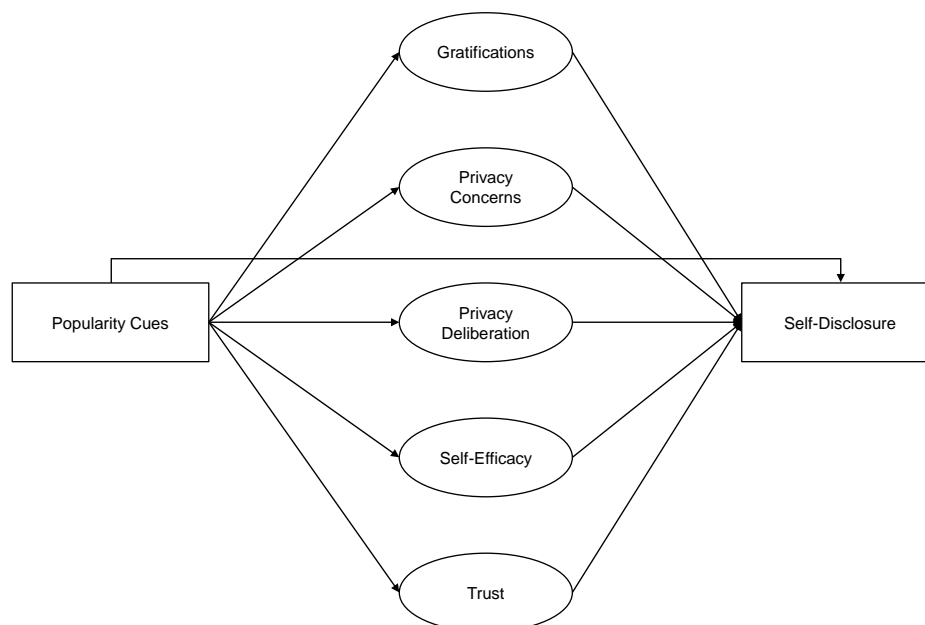 Gratifications
Privacy
Concerns
Popularity Cues
Privacy
Deliberation
Self-Disclosure
Self-Efficacy
Trust